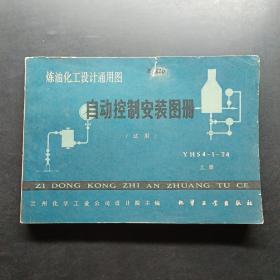 炼油化工设计通用图
自动控制安装图册
(试用)
YHS4-1-74
上册
ZI DONG KONG ZHI AN ZHUANG TU CE
兰州化学工业公司设计院主编 化学工业出版社